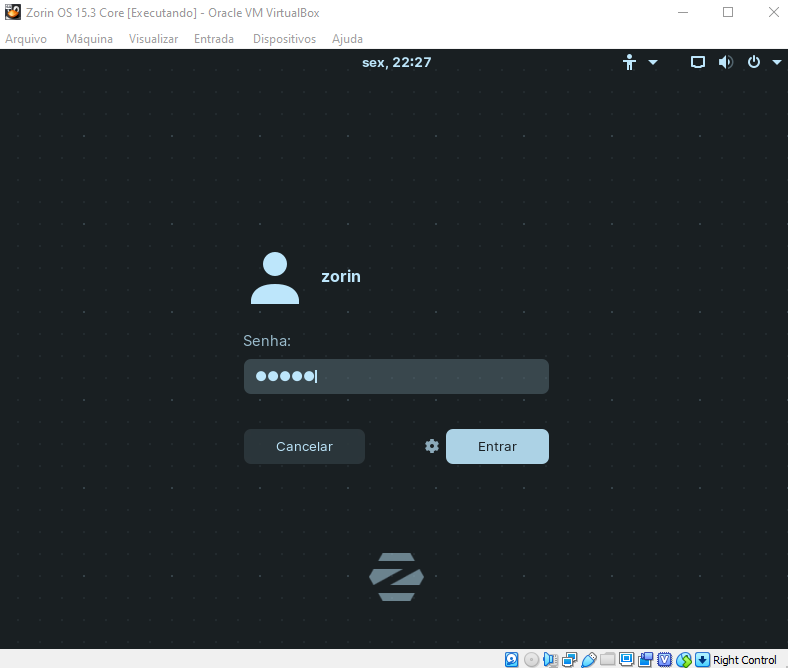 Zorin OS 15.3 Core [Executando] - Oracle VM VirtualBox
Arquivo Máquina Visualizar Entrada Dispositivos Ajuda
sex, 22:27
zorin
Senha:
Cancelar Entrar
Right Control